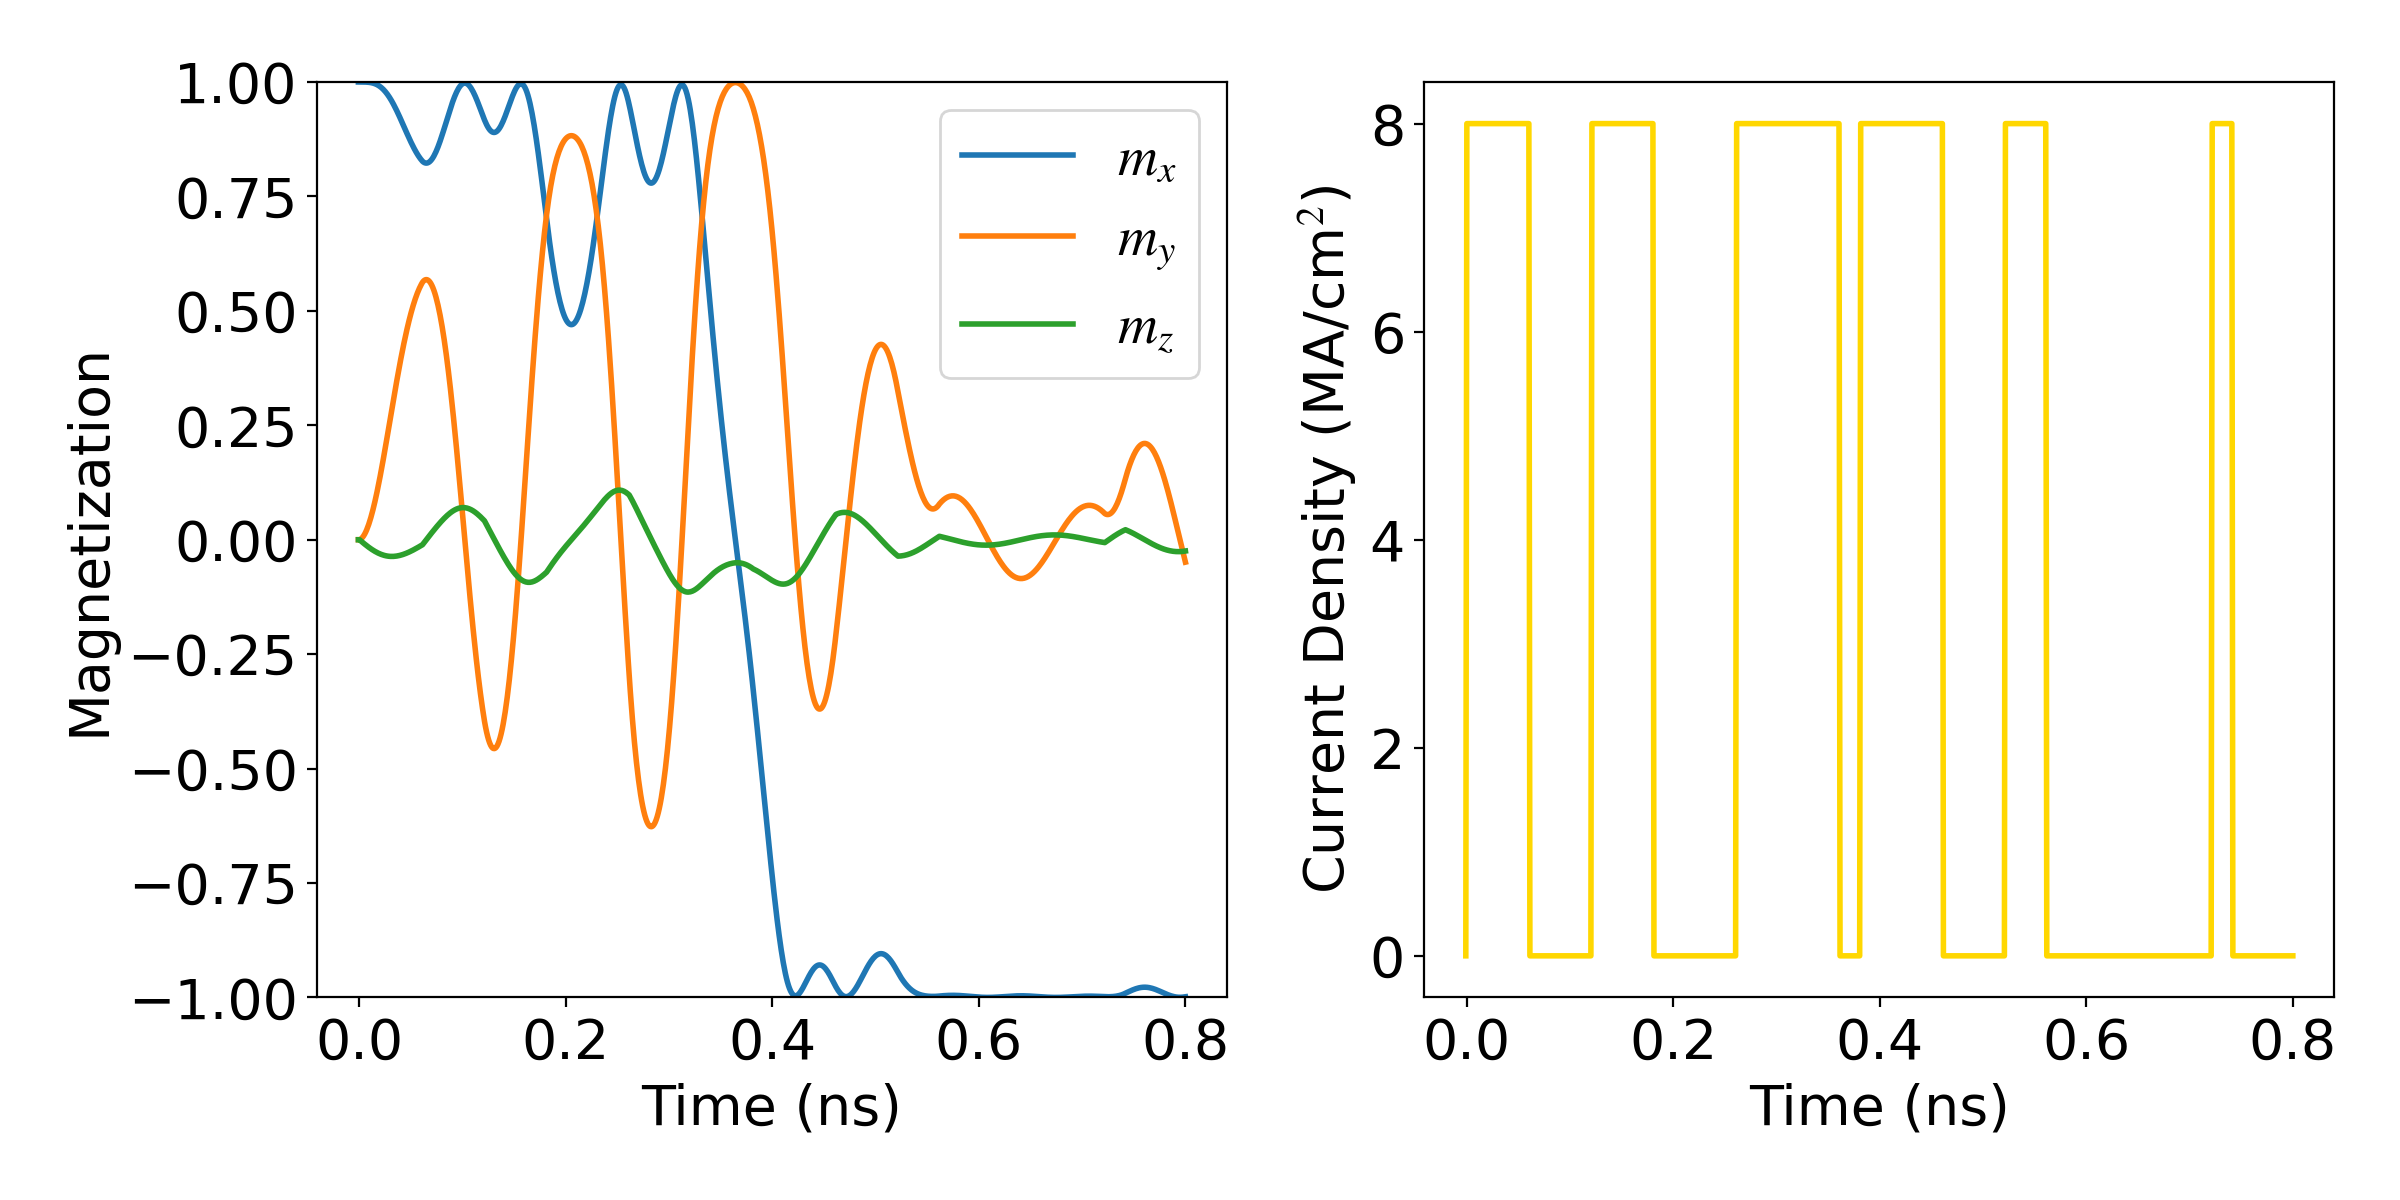 1.00
0.75
0.50
0.25
0.00
−0.25
−0.50
−0.75
−1.00
Magnetization
0.0 0.2 0.4 0.6 0.8
Time (ns)
m_x
m_y
m_z
8
6
4
2
0
Current Density (MA/cm²)
0.0 0.2 0.4 0.6 0.8
Time (ns)